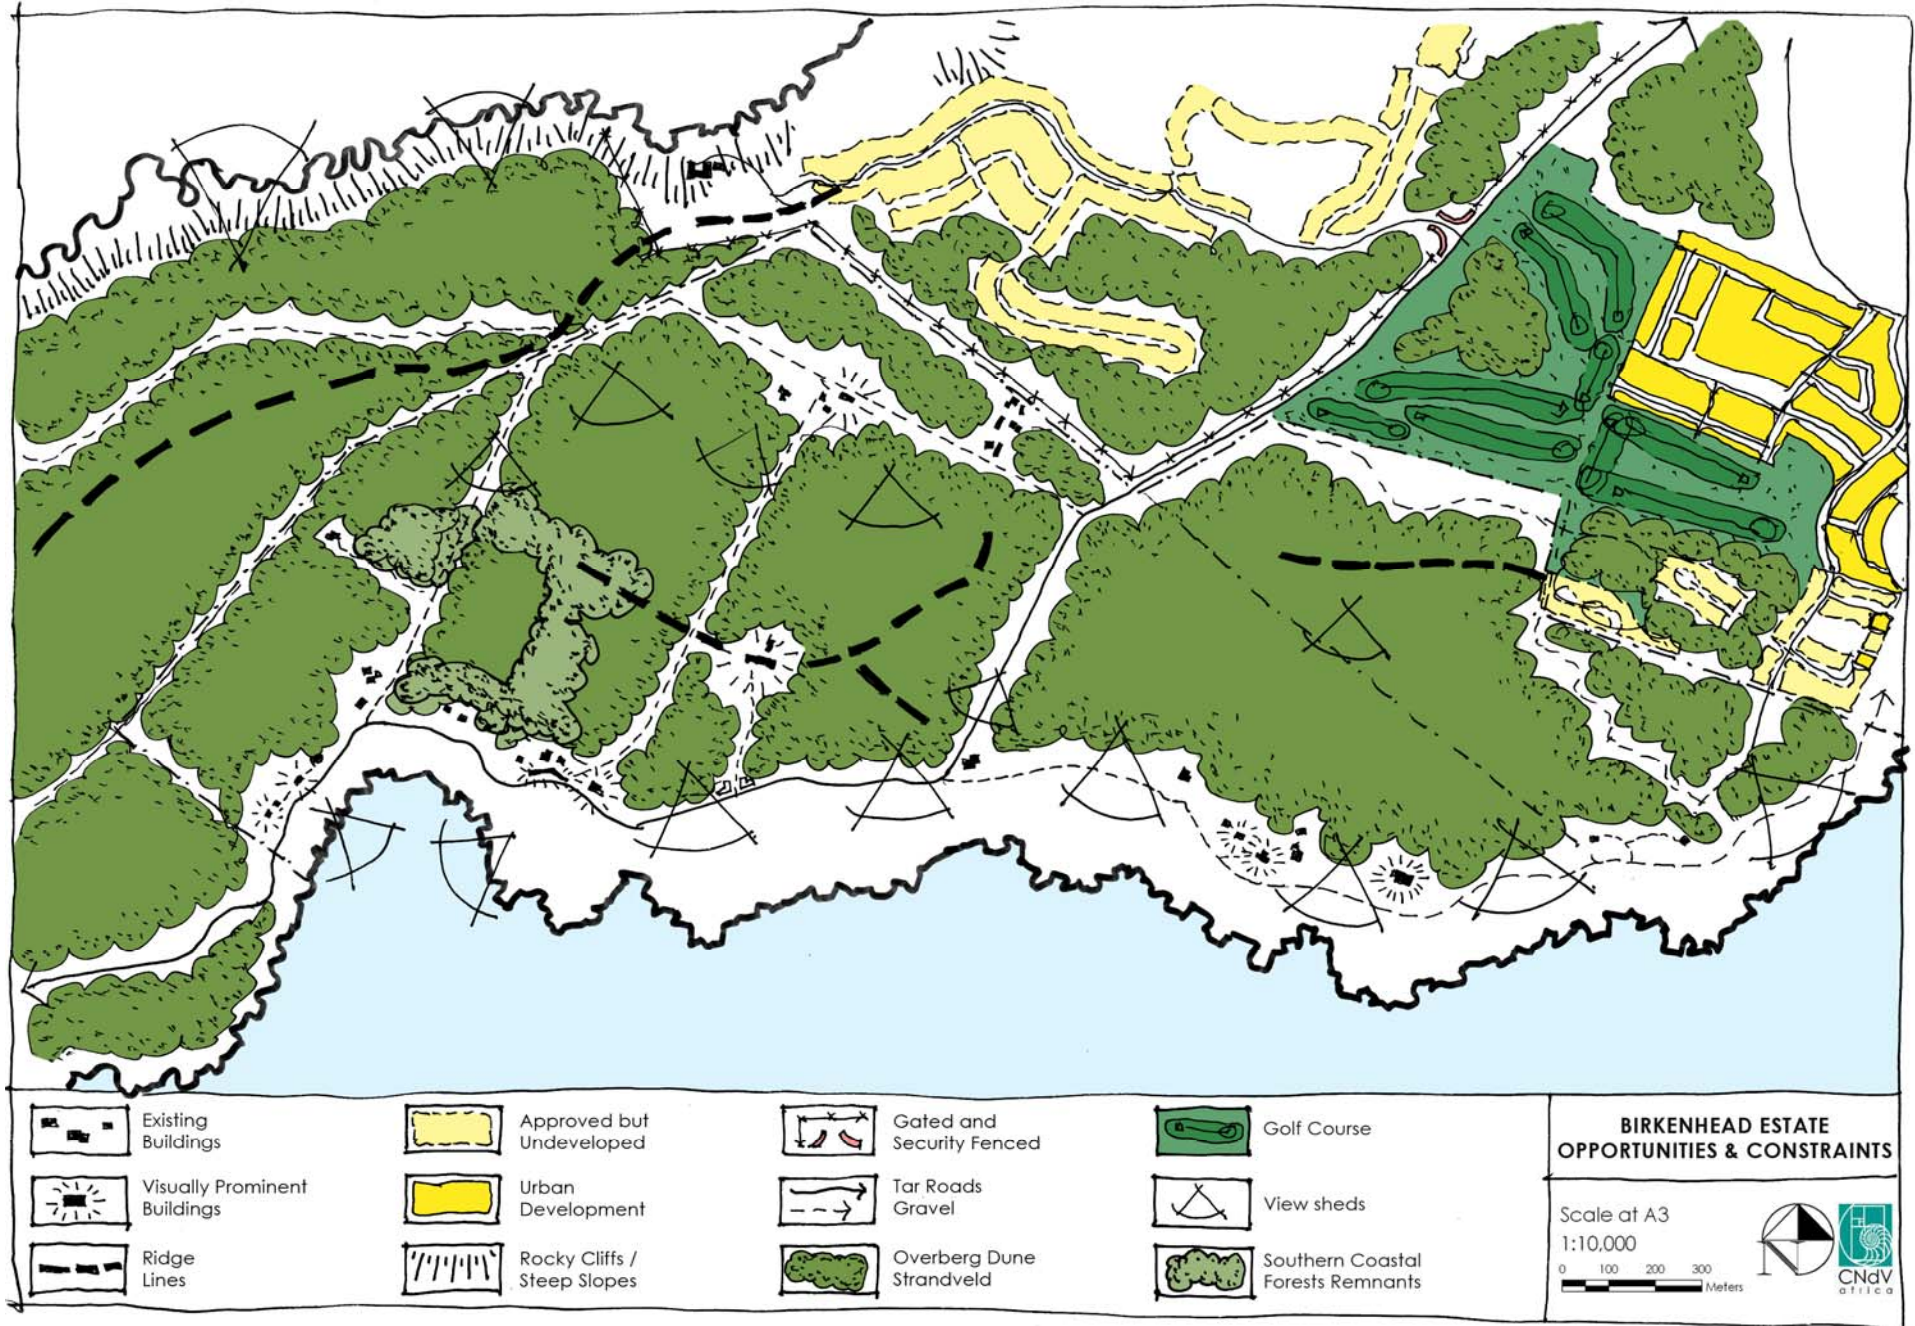 Existing
Buildings
Approved but
Undeveloped
Gated and
Security Fenced
Golf Course
Visually Prominent
Buildings
Urban
Development
Tar Roads
Gravel
View sheds
Ridge
Lines
Rocky Cliffs /
Steep Slopes
Overberg Dune
Strandveld
Southern Coastal
Forests Remnants
BIRKENHEAD ESTATE
OPPORTUNITIES & CONSTRAINTS
Scale at A3
1:10,000
0 100 200 300
Meters
N
CNdV
africa